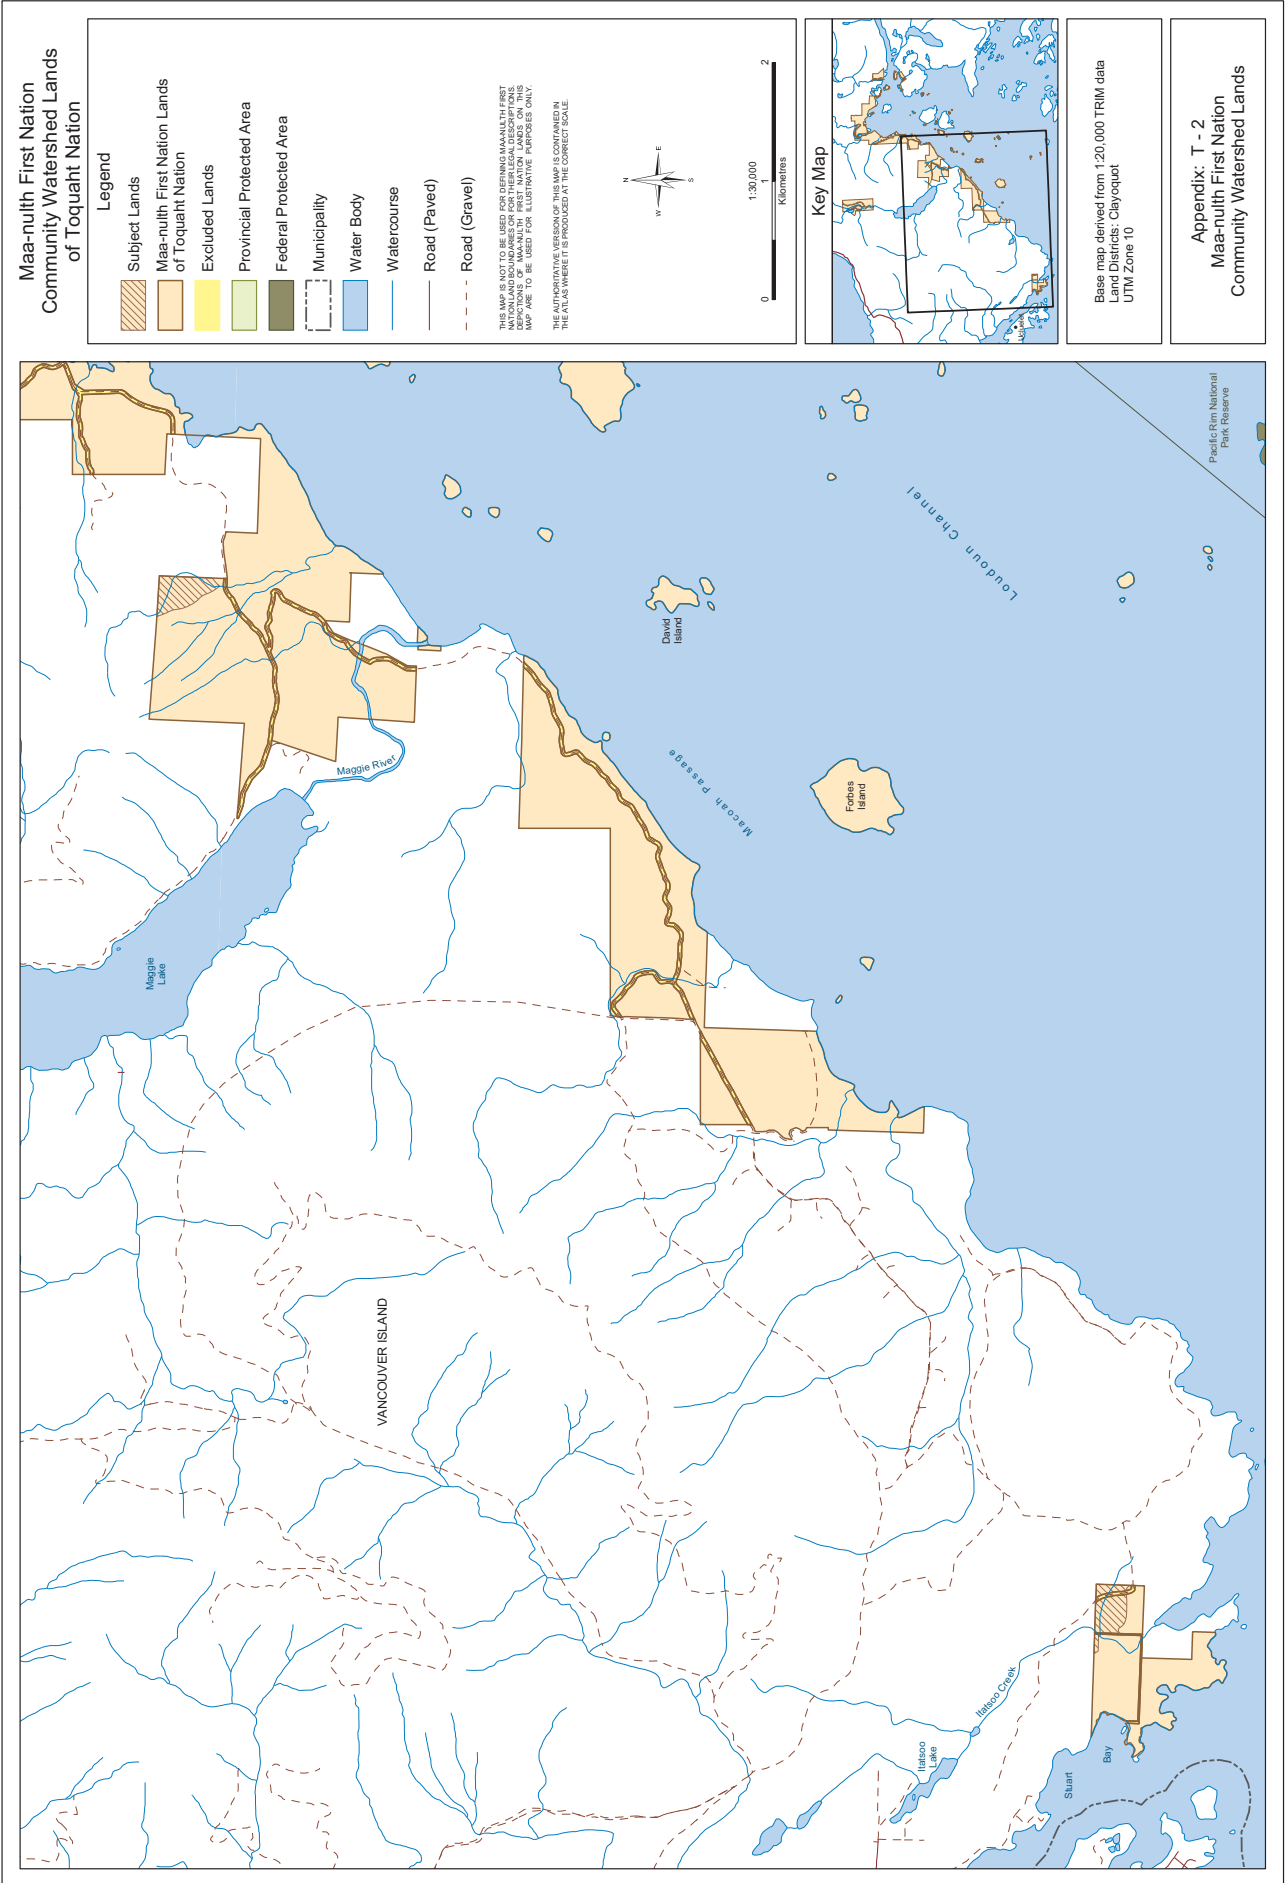 Maa-nulth First Nation
Community Watershed Lands
of Toquaht Nation
Legend
Subject Lands
Maa-nulth First Nation Lands
of Toquaht Nation
Excluded Lands
Provincial Protected Area
Federal Protected Area
Municipality
Water Body
Watercourse
Road (Paved)
Road (Gravel)
THIS MAP IS NOT TO BE USED FOR DEFINING MAA-NULTH FIRST
NATION LAND BOUNDARIES OR FOR THEIR LEGAL DESCRIPTIONS.
DEPICTIONS OF MAA-NULTH FIRST NATION LANDS ON THIS
MAP ARE TO BE USED FOR ILLUSTRATIVE PURPOSES ONLY.
THE AUTHORITATIVE VERSION OF THIS MAP IS CONTAINED IN
THE ATLAS WHERE IT IS PRODUCED AT THE CORRECT SCALE.
N
W E
S
1:30,000
0 1 2
Kilometres
Key Map
Ucluelet
Base map derived from 1:20,000 TRIM data
Land Districts: Clayoquot
UTM Zone 10
Appendix: T - 2
Maa-nulth First Nation
Community Watershed Lands
Maggie
Lake
Maggie River
VANCOUVER ISLAND
David
Island
Macoah Passage
Forbes
Island
Loudoun Channel
Pacific Rim National
Park Reserve
Itatsoo Creek
Itatsoo
Lake
Stuart
Bay